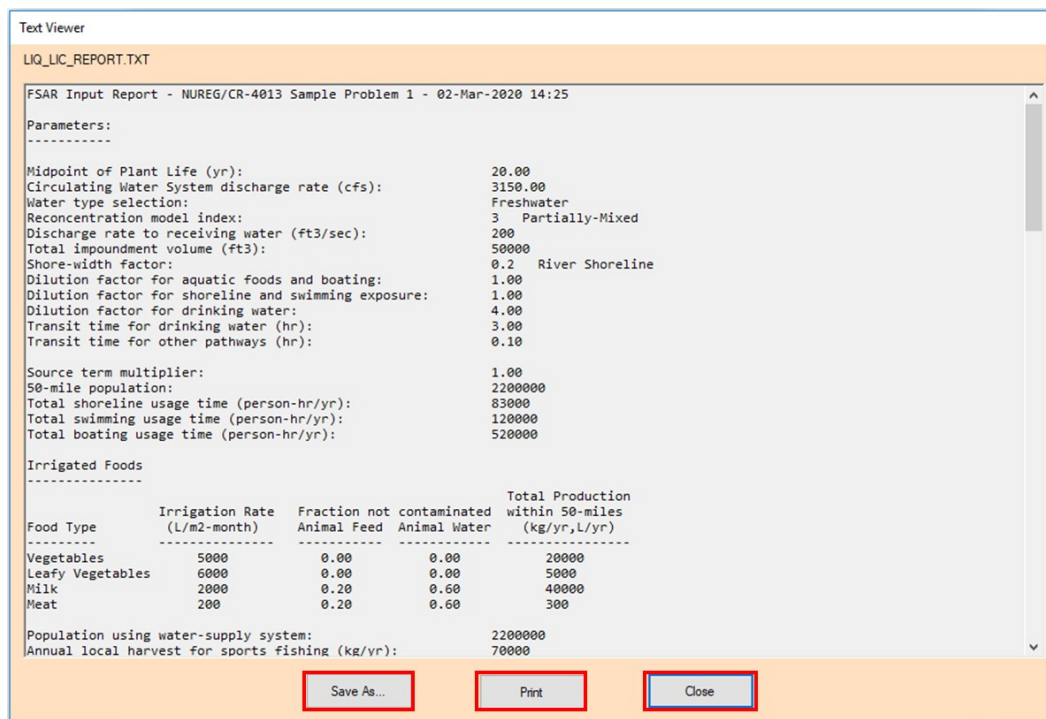 Text Viewer
LIQ_LIC_REPORT.TXT
FSAR Input Report - NUREG/CR-4013 Sample Problem 1 - 02-Mar-2020 14:25
Parameters:
-----------
Midpoint of Plant Life (yr): 20.00
Circulating Water System discharge rate (cfs): 3150.00
Water type selection: Freshwater
Reconcentration model index: 3 Partially-Mixed
Discharge rate to receiving water (ft3/sec): 200
Total impoundment volume (ft3): 50000
Shore-width factor: 0.2 River Shoreline
Dilution factor for aquatic foods and boating: 1.00
Dilution factor for shoreline and swimming exposure: 1.00
Dilution factor for drinking water: 4.00
Transit time for drinking water (hr): 3.00
Transit time for other pathways (hr): 0.10
Source term multiplier: 1.00
50-mile population: 2200000
Total shoreline usage time (person-hr/yr): 83000
Total swimming usage time (person-hr/yr): 120000
Total boating usage time (person-hr/yr): 520000
Irrigated Foods
---------------
Total Production
Irrigation Rate Fraction not contaminated within 50-miles
Food Type (L/m2-month) Animal Feed Animal Water (kg/yr,L/yr)
--------- --------------- ----------- ------------ ----------------
Vegetables 5000 0.00 0.00 20000
Leafy Vegetables 6000 0.00 0.00 5000
Milk 2000 0.20 0.60 40000
Meat 200 0.20 0.60 300
Population using water-supply system: 2200000
Annual local harvest for sports fishing (kg/yr): 70000
Save As... Print Close